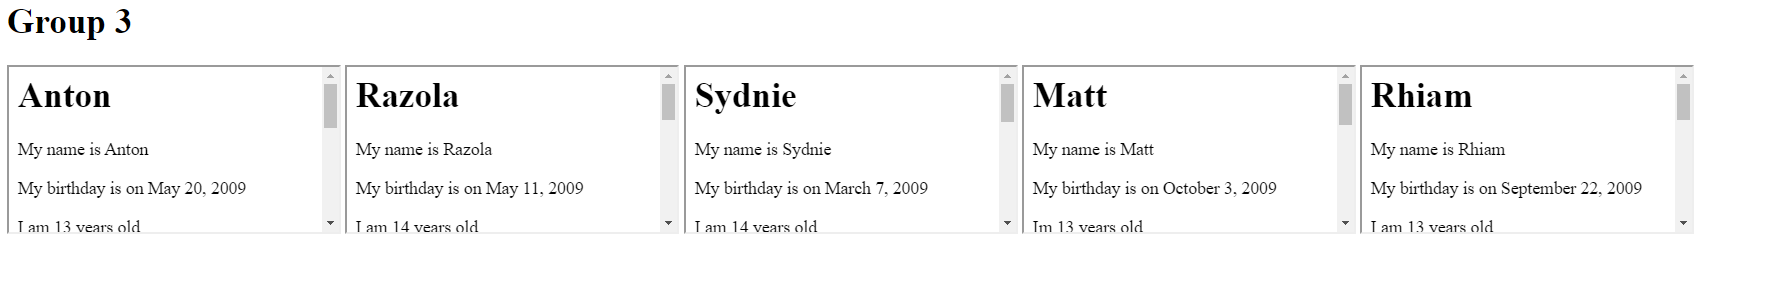 Group 3
Anton
My name is Anton
My birthday is on May 20, 2009
I am 13 years old
Razola
My name is Razola
My birthday is on May 11, 2009
I am 14 years old
Sydnie
My name is Sydnie
My birthday is on March 7, 2009
I am 14 years old
Matt
My name is Matt
My birthday is on October 3, 2009
Im 13 years old
Rhiam
My name is Rhiam
My birthday is on September 22, 2009
I am 13 years old